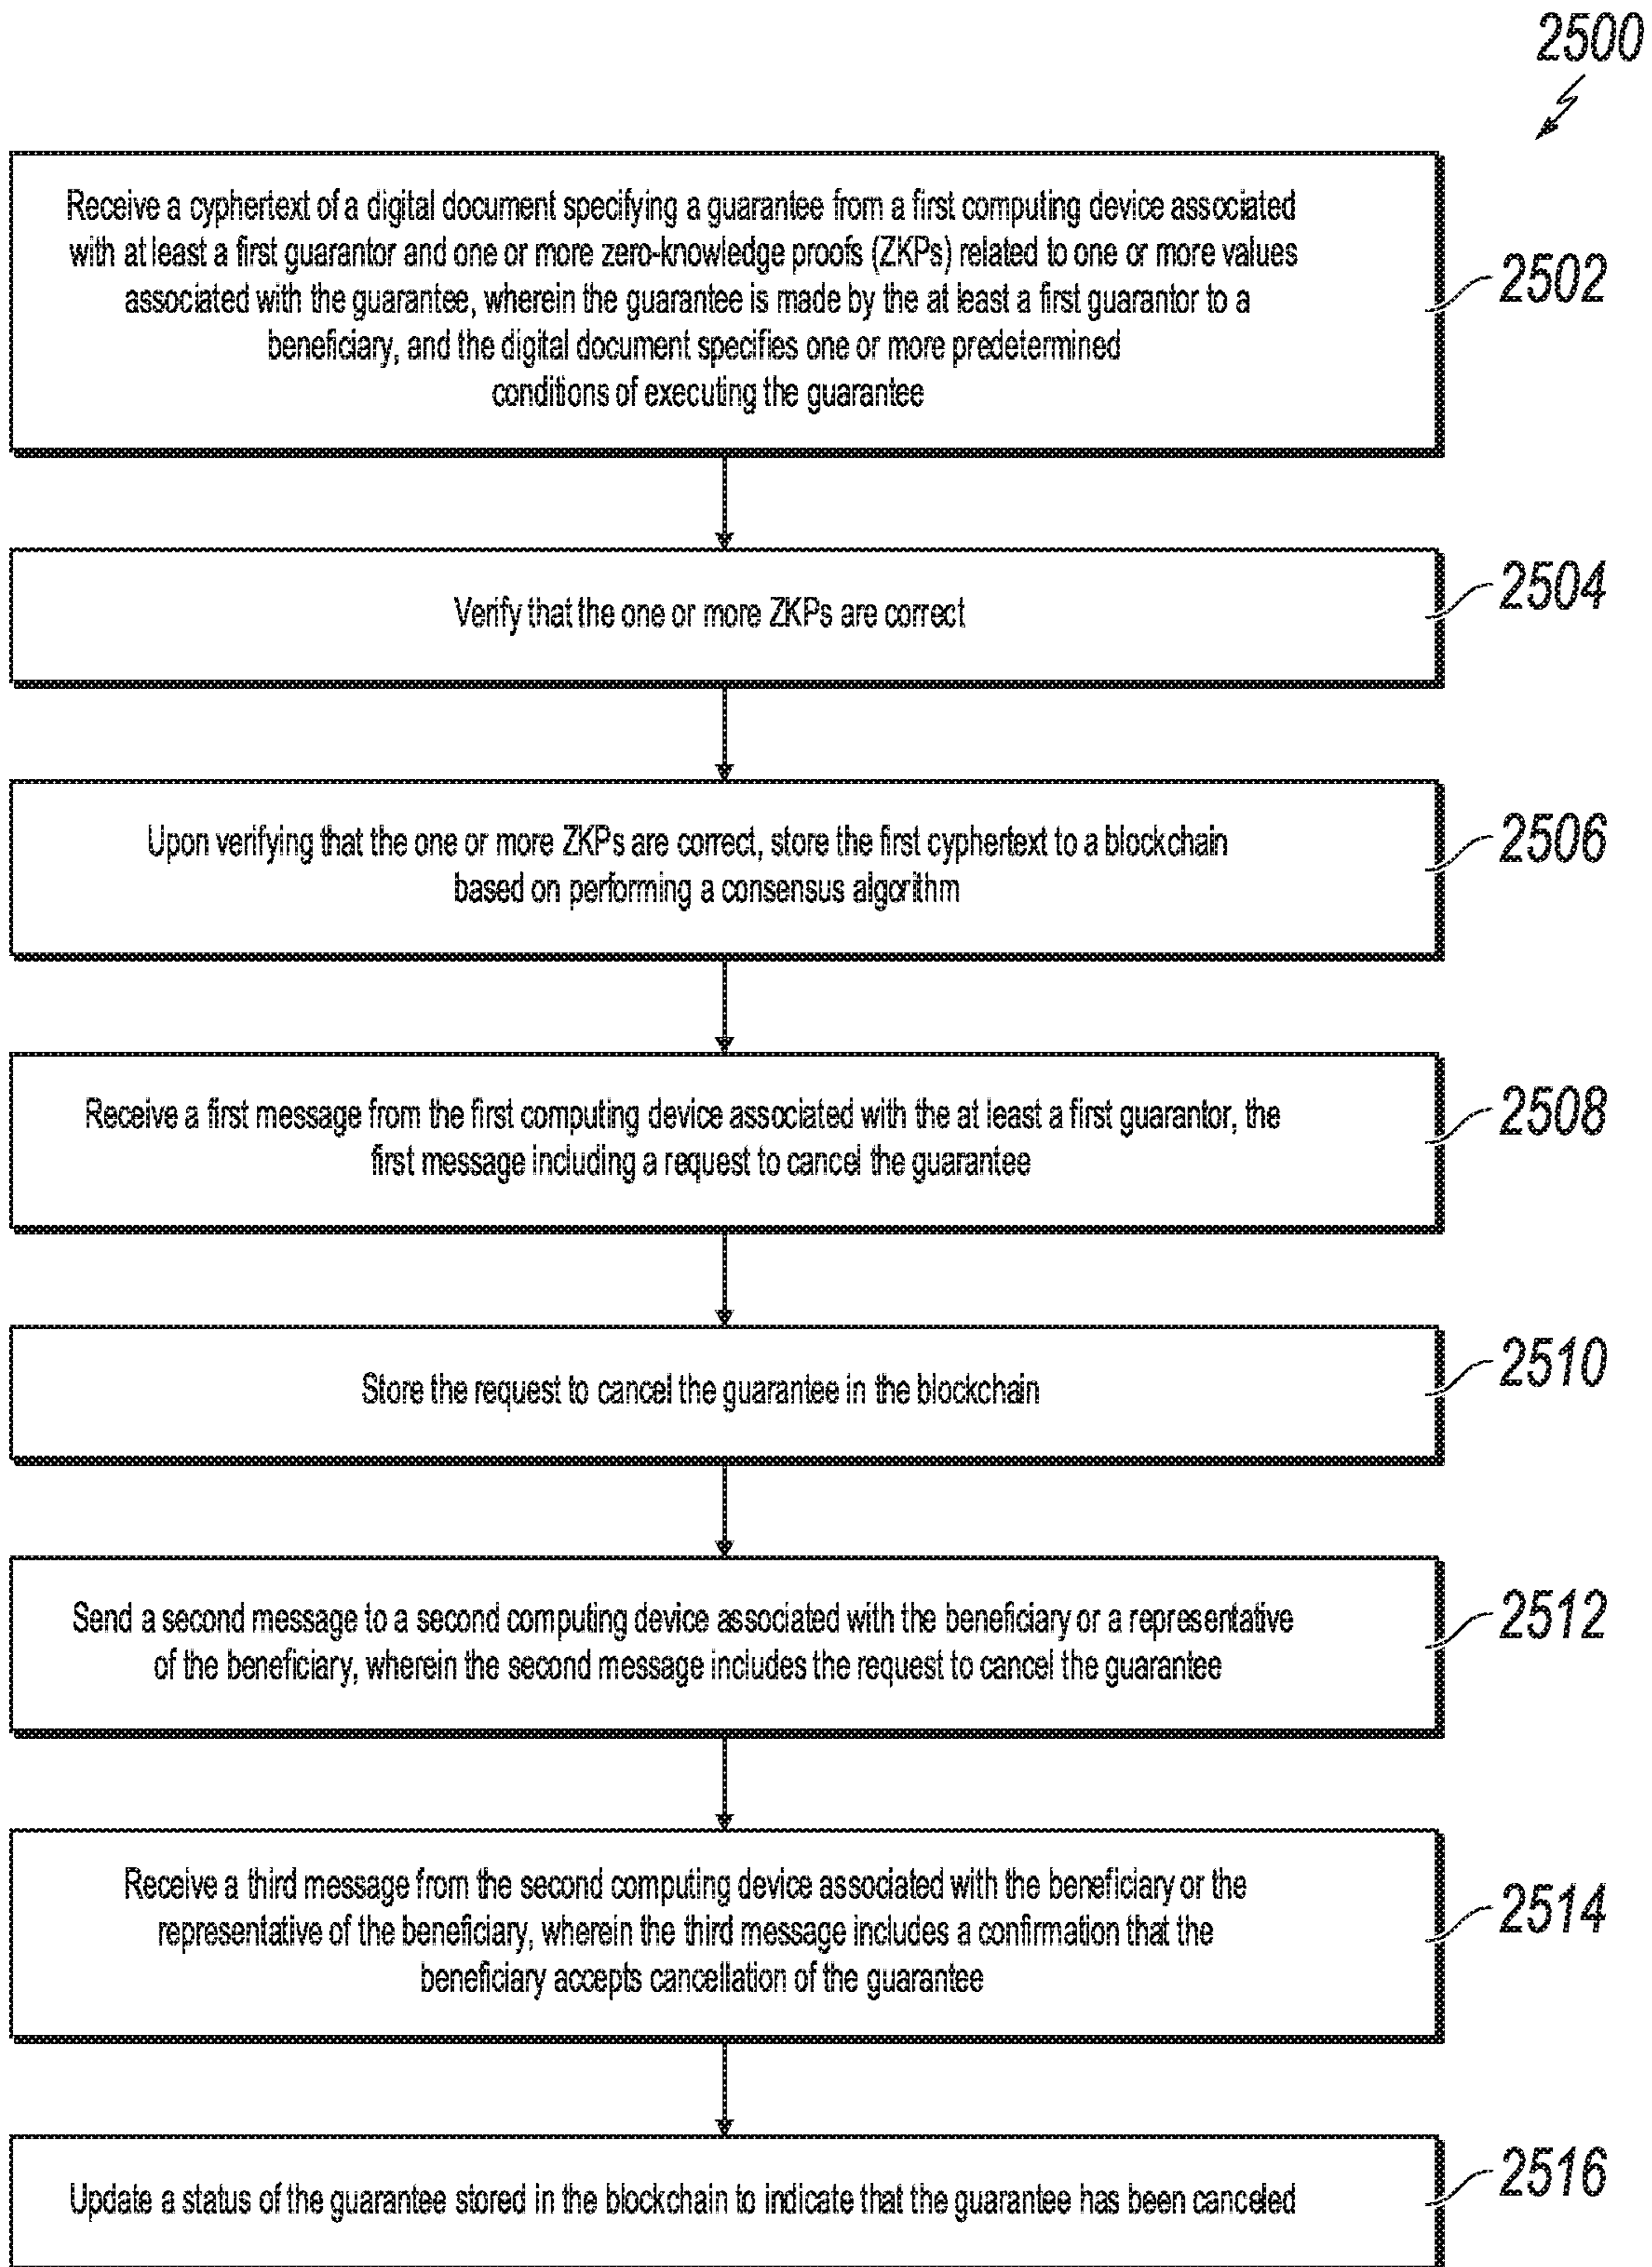 2500
Receive a cyphertext of a digital document specifying a guarantee from a first computing device associated
with at least a first guarantor and one or more zero-knowledge proofs (ZKPs) related to one or more values
associated with the guarantee, wherein the guarantee is made by the at least a first guarantor to a
beneficiary, and the digital document specifies one or more predetermined
conditions of executing the guarantee
2502
Verify that the one or more ZKPs are correct
2504
Upon verifying that the one or more ZKPs are correct, store the first cyphertext to a blockchain
based on performing a consensus algorithm
2506
Receive a first message from the first computing device associated with the at least a first guarantor, the
first message including a request to cancel the guarantee
2508
Store the request to cancel the guarantee in the blockchain
2510
Send a second message to a second computing device associated with the beneficiary or a representative
of the beneficiary, wherein the second message includes the request to cancel the guarantee
2512
Receive a third message from the second computing device associated with the beneficiary or the
representative of the beneficiary, wherein the third message includes a confirmation that the
beneficiary accepts cancellation of the guarantee
2514
Update a status of the guarantee stored in the blockchain to indicate that the guarantee has been canceled
2516